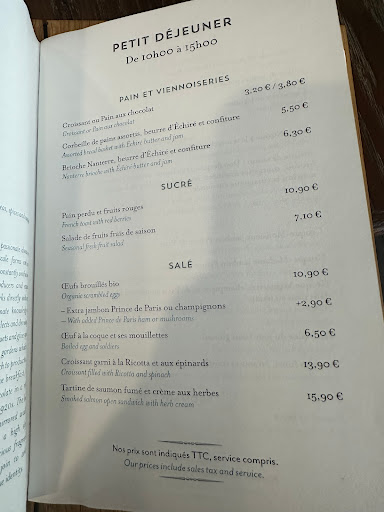 PETIT DÉJEUNER
De 10h00 à 15h00
PAIN ET VIENNOISERIES
Croissant ou Pain aux chocolat 3,20 € / 3,80 €
Croissant or Pain au chocolat
Corbeille de pains assortis, beurre d'Échiré et confiture 5,50 €
Assorted bread basket with Échiré butter and jam
Brioche Nanterre, beurre d'Échiré et confiture 6,30 €
Nanterre brioche with Échiré butter and jam
SUCRÉ
Pain perdu et fruits rouges 10,90 €
French toast with red berries
Salade de fruits frais de saison 7,10 €
Seasonal fresh fruit salad
SALÉ
Œufs brouillés bio 10,90 €
Organic scrambled eggs
– Extra jambon Prince de Paris ou champignons +2,90 €
– With added Prince de Paris ham or mushrooms
Œuf à la coque et ses mouillettes 6,50 €
Boiled egg and soldiers
Croissant garni à la Ricotta et aux épinards 13,90 €
Croissant filled with Ricotta and spinach
Tartine de saumon fumé et crème aux herbes 15,90 €
Smoked salmon open sandwich with herb cream
Nos prix sont indiqués TTC, service compris.
Our prices include sales tax and service.